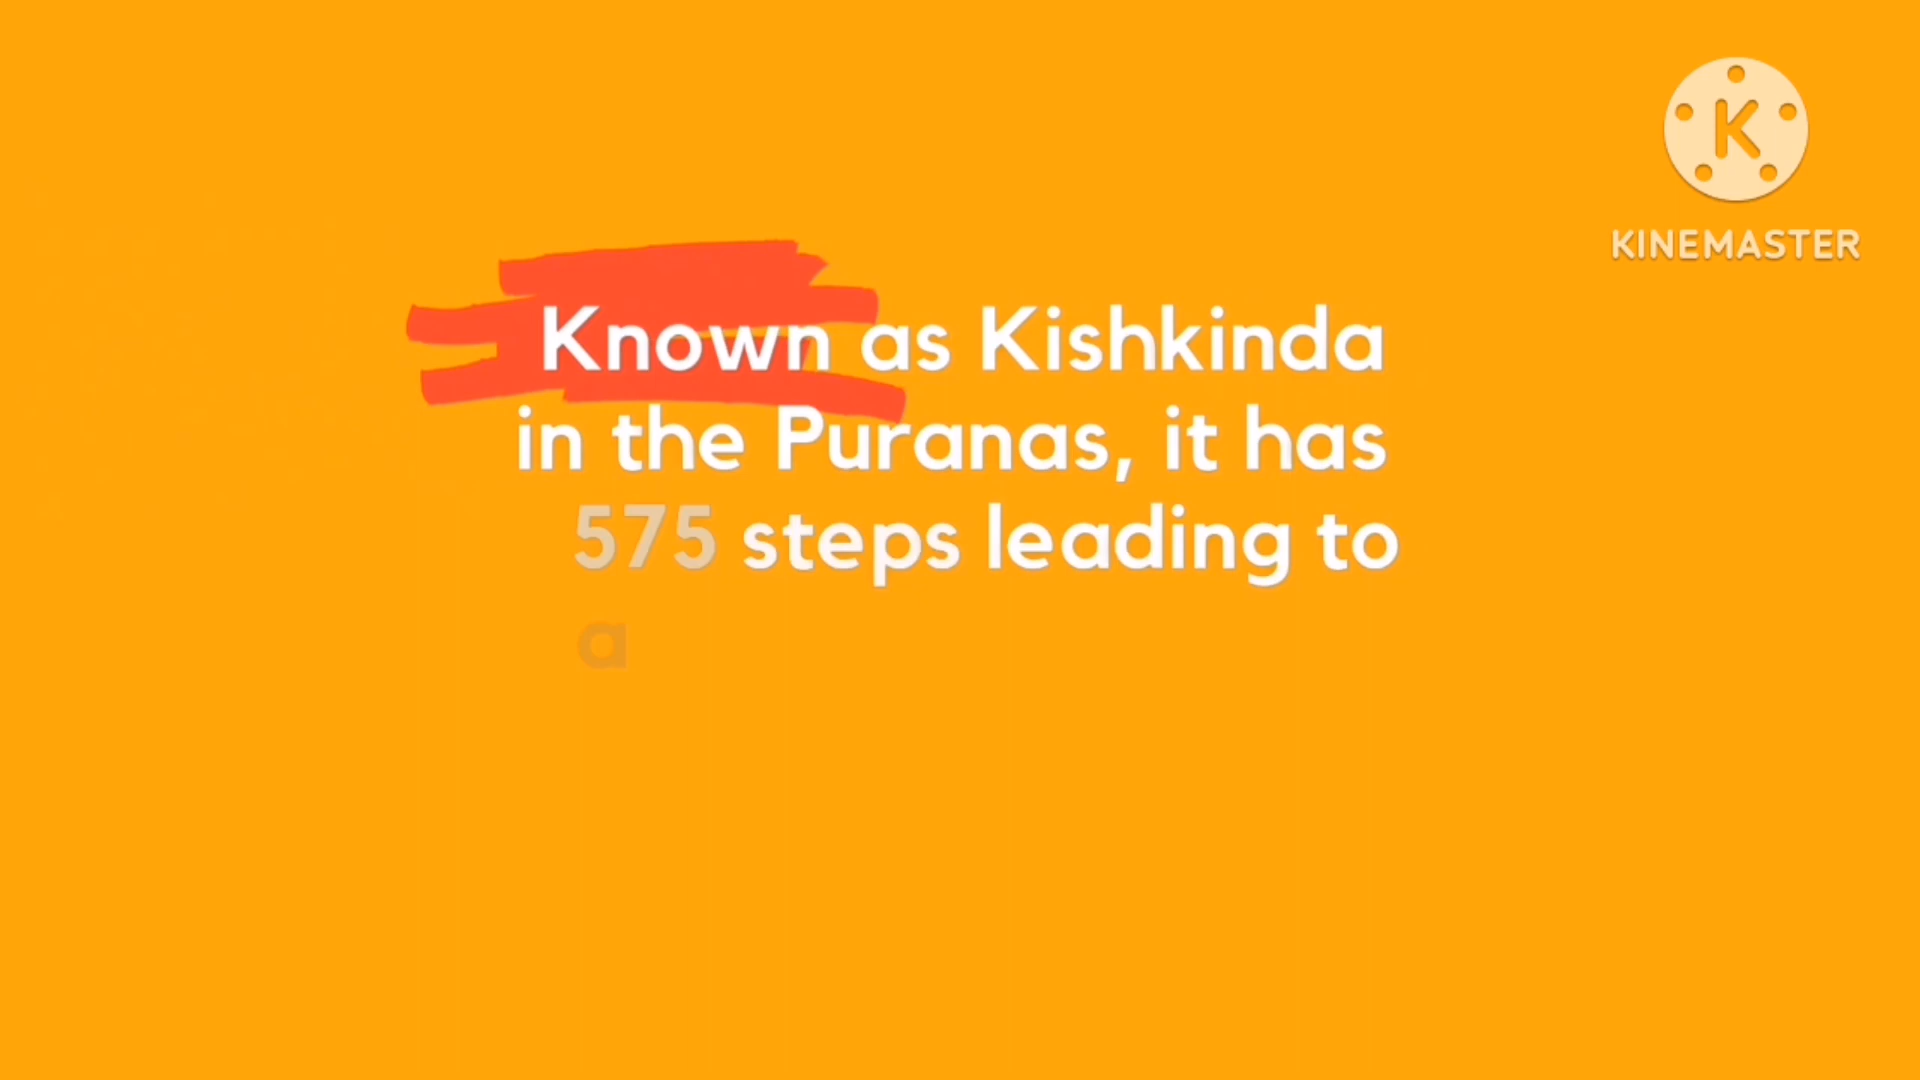 K
KINEMASTER
Known as Kishkinda
in the Puranas, it has
575 steps leading to
a